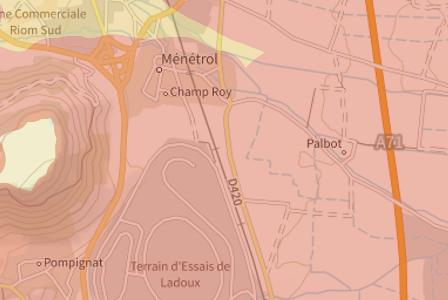 ne Commerciale
Riom Sud
Ménétrol
Champ Roy
Palbot
A71
D420
Pompignat
Terrain d'Essais de
Ladoux